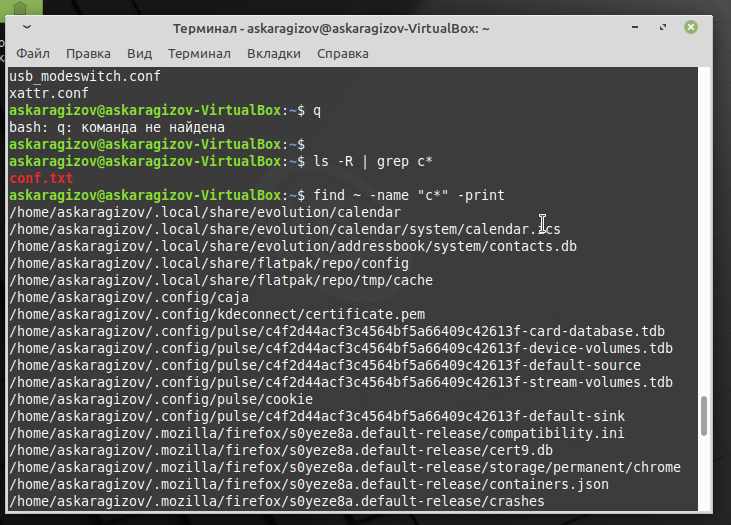 Терминал - askaragizov@askaragizov-VirtualBox: ~
Файл Правка Вид Терминал Вкладки Справка
usb_modeswitch.conf
xattr.conf
askaragizov@askaragizov-VirtualBox:~$ q
bash: q: команда не найдена
askaragizov@askaragizov-VirtualBox:~$
askaragizov@askaragizov-VirtualBox:~$ ls -R | grep c*
conf.txt
askaragizov@askaragizov-VirtualBox:~$ find ~ -name "c*" -print
/home/askaragizov/.local/share/evolution/calendar
/home/askaragizov/.local/share/evolution/calendar/system/calendar.ics
/home/askaragizov/.local/share/evolution/addressbook/system/contacts.db
/home/askaragizov/.local/share/flatpak/repo/config
/home/askaragizov/.local/share/flatpak/repo/tmp/cache
/home/askaragizov/.config/caja
/home/askaragizov/.config/kdeconnect/certificate.pem
/home/askaragizov/.config/pulse/c4f2d44acf3c4564bf5a66409c42613f-card-database.tdb
/home/askaragizov/.config/pulse/c4f2d44acf3c4564bf5a66409c42613f-device-volumes.tdb
/home/askaragizov/.config/pulse/c4f2d44acf3c4564bf5a66409c42613f-default-source
/home/askaragizov/.config/pulse/c4f2d44acf3c4564bf5a66409c42613f-stream-volumes.tdb
/home/askaragizov/.config/pulse/cookie
/home/askaragizov/.config/pulse/c4f2d44acf3c4564bf5a66409c42613f-default-sink
/home/askaragizov/.mozilla/firefox/s0yeze8a.default-release/compatibility.ini
/home/askaragizov/.mozilla/firefox/s0yeze8a.default-release/cert9.db
/home/askaragizov/.mozilla/firefox/s0yeze8a.default-release/storage/permanent/chrome
/home/askaragizov/.mozilla/firefox/s0yeze8a.default-release/containers.json
/home/askaragizov/.mozilla/firefox/s0yeze8a.default-release/crashes